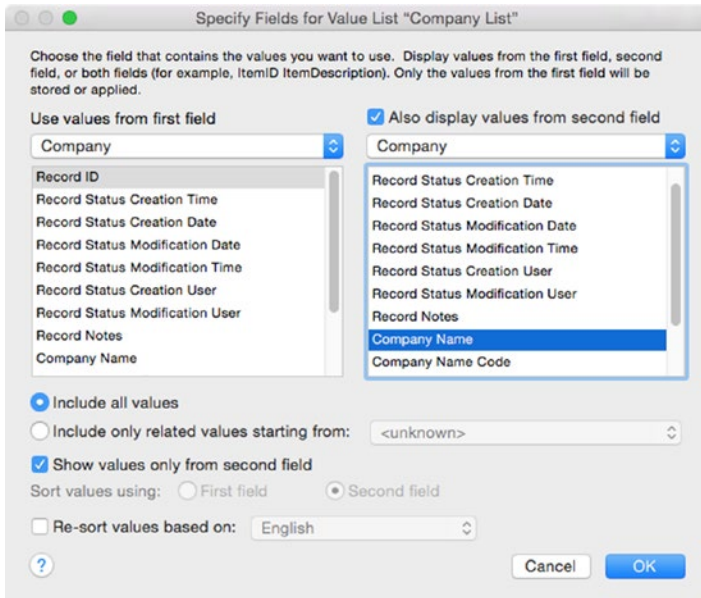 Specify Fields for Value List “Company List”
Choose the field that contains the values you want to use. Display values from the first field, second
field, or both fields (for example, ItemID ItemDescription). Only the values from the first field will be
stored or applied.
Use values from first field
Also display values from second field
Company
Company
Record ID
Record Status Creation Time
Record Status Creation Date
Record Status Modification Date
Record Status Modification Time
Record Status Creation User
Record Status Modification User
Record Notes
Company Name
Record Status Creation Time
Record Status Creation Date
Record Status Modification Date
Record Status Modification Time
Record Status Creation User
Record Status Modification User
Record Notes
Company Name
Company Name Code
Include all values
Include only related values starting from: <unknown>
Show values only from second field
Sort values using: First field Second field
Re-sort values based on: English
? Cancel OK